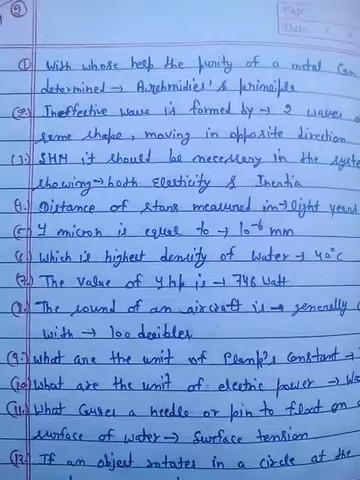 ②
Page
Date
① With whose help the purity of a metal can
determined → Archmidies's principle
②. Ineffective wave is formed by → 2 waves o
same shape, moving in opposite direction
③. SHM it should be necessary in the syste
showing → both Elasticity & Inertia
④. Distance of stars measured in → light years
⑤ 1 micron is equal to → 10⁻⁶ mm
⑥ Which is highest density of water → 40°C
⑦. The value of 1 hp is → 746 Watt
⑧. The sound of an aircraft is → generally
with → 100 decibles
⑨. What are the unit of Plank's Constant →
⑩. What are the unit of electric power → Wa
⑪. What causes a needle or pin to float on
surface of water → Surface tension
⑫. If an object rotates in a circle at the